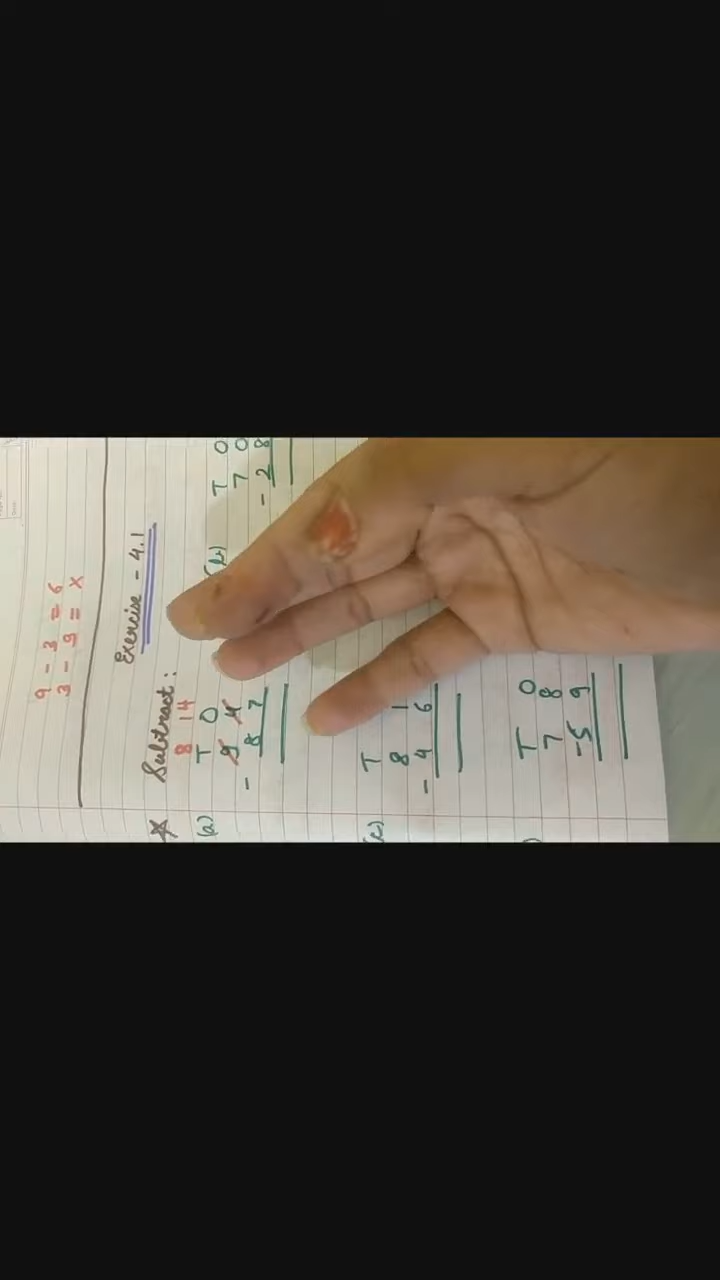 9 - 3 = 6
3 - 9 = x
Exercise - 4.1
Subtract:
8 14
(a) T O
9 4
- 8 7
(b) T O
7 0
- 2 8
(c) T
8 1
- 4 6
T O
7 8
- 5 9